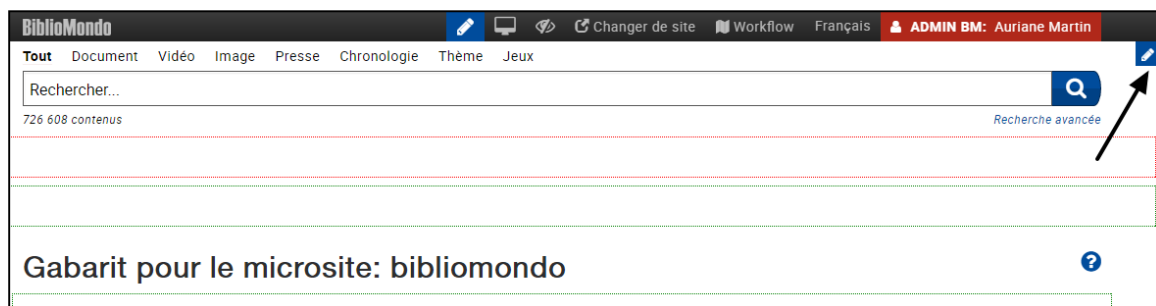 BiblioMondo Changer de site Workflow Français ADMIN BM: Auriane Martin
Tout Document Vidéo Image Presse Chronologie Thème Jeux
Rechercher...
726 608 contenus Recherche avancée
Gabarit pour le microsite: bibliomondo
?